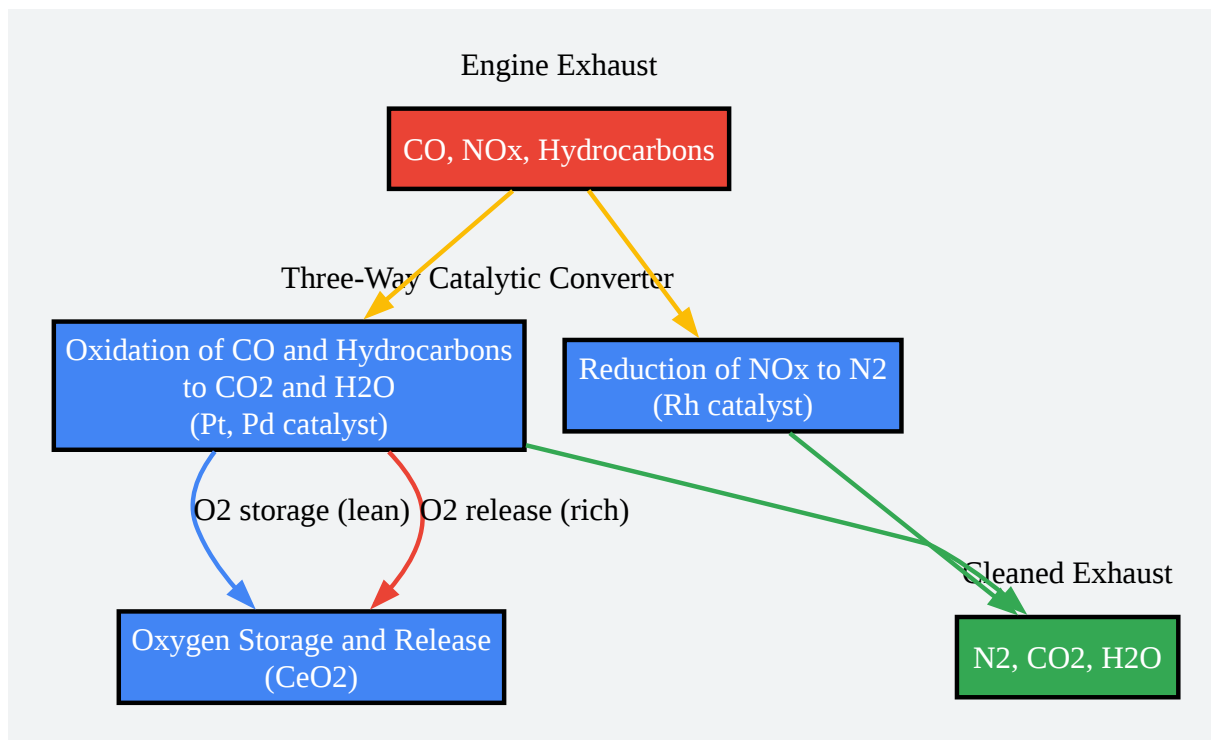 Engine Exhaust
CO, NOx, Hydrocarbons
Three-Way Catalytic Converter
Oxidation of CO and Hydrocarbons
to CO2 and H2O
(Pt, Pd catalyst)
Reduction of NOx to N2
(Rh catalyst)
O2 storage (lean)
O2 release (rich)
Cleaned Exhaust
Oxygen Storage and Release
(CeO2)
N2, CO2, H2O